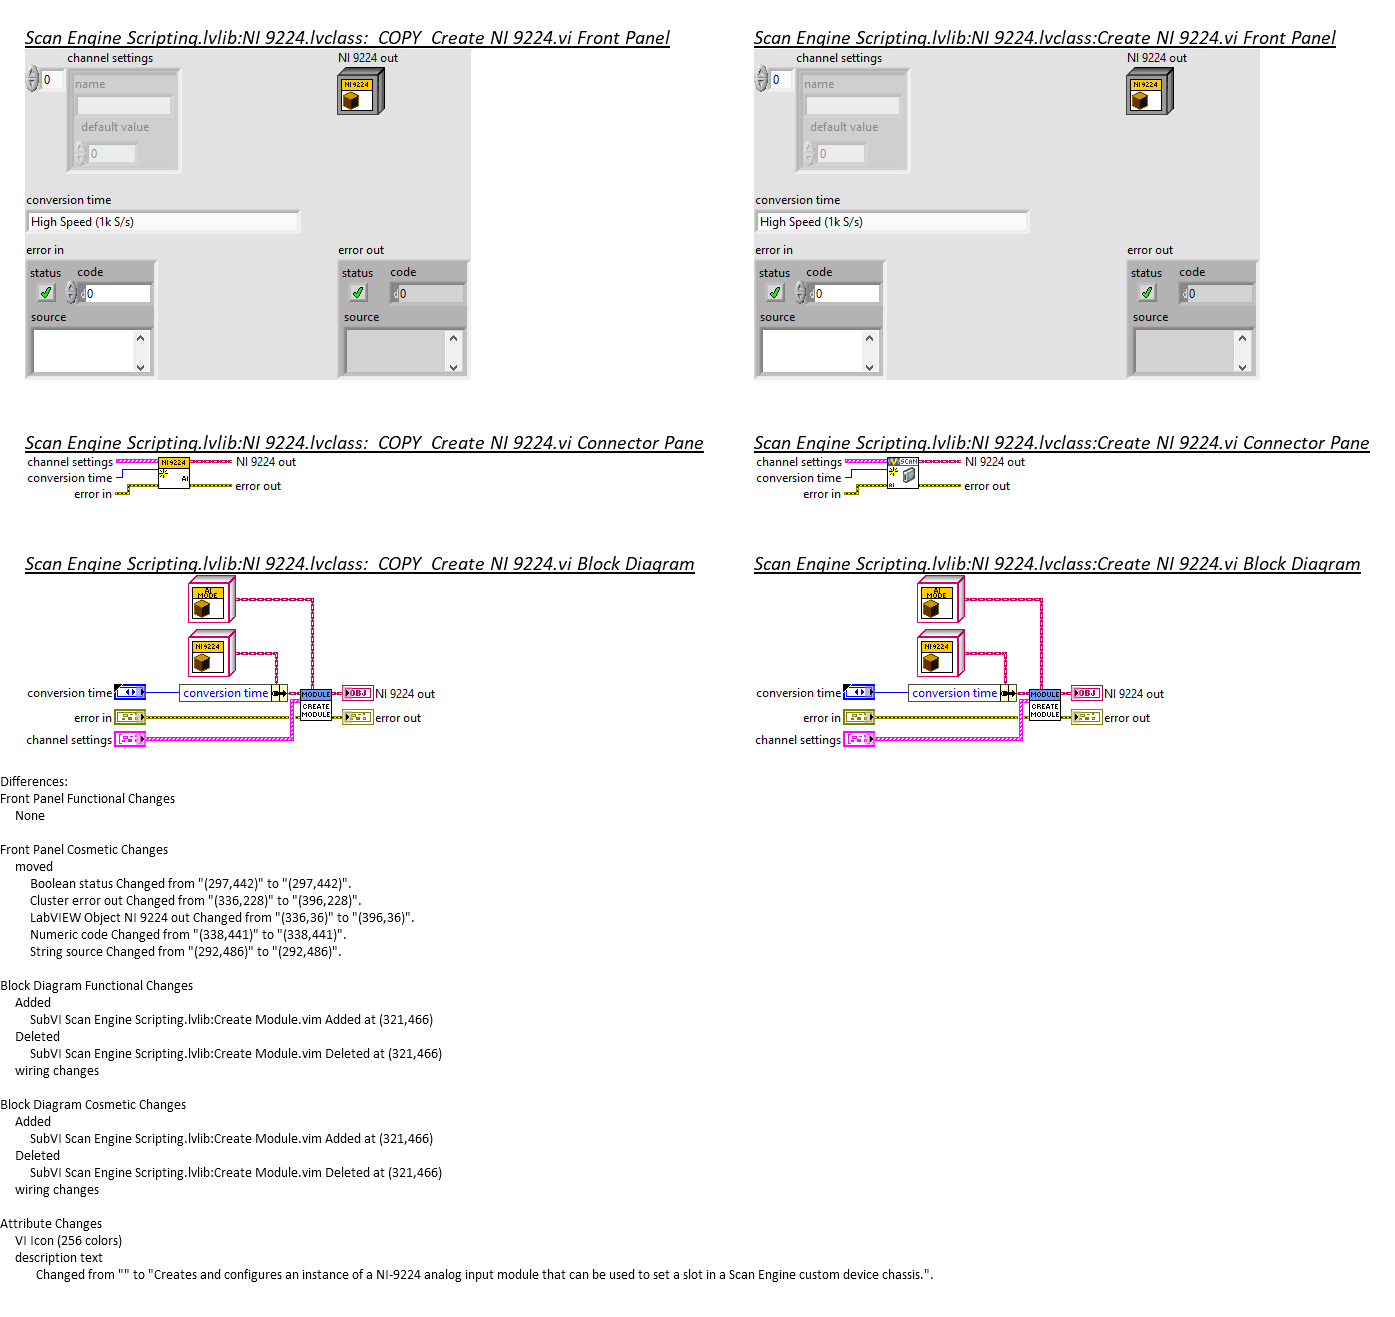 Scan Engine Scripting.lvlib:NI 9224.lvclass:_COPY_Create NI 9224.vi Front Panel
channel settings
NI 9224 out
0
name
NI 9224
default value
0
conversion time
High Speed (1k S/s)
error in
error out
status code
status code
d 0
d 0
source
source
Scan Engine Scripting.lvlib:NI 9224.lvclass:Create NI 9224.vi Front Panel
channel settings
NI 9224 out
0
name
NI 9224
default value
0
conversion time
High Speed (1k S/s)
error in
error out
status code
status code
d 0
d 0
source
source
Scan Engine Scripting.lvlib:NI 9224.lvclass:_COPY_Create NI 9224.vi Connector Pane
channel settings
NI 9224
NI 9224 out
conversion time
AI
error in
error out
Scan Engine Scripting.lvlib:NI 9224.lvclass:Create NI 9224.vi Connector Pane
channel settings
SCAN
NI 9224 out
conversion time
AI
error in
error out
Scan Engine Scripting.lvlib:NI 9224.lvclass:_COPY_Create NI 9224.vi Block Diagram
AI
MODE
NI 9224
conversion time
conversion time
MODULE
OBJ
NI 9224 out
error in
CREATE
MODULE
error out
channel settings
Scan Engine Scripting.lvlib:NI 9224.lvclass:Create NI 9224.vi Block Diagram
AI
MODE
NI 9224
conversion time
conversion time
MODULE
OBJ
NI 9224 out
error in
CREATE
MODULE
error out
channel settings
Differences:
Front Panel Functional Changes
None
Front Panel Cosmetic Changes
moved
Boolean status Changed from "(297,442)" to "(297,442)".
Cluster error out Changed from "(336,228)" to "(396,228)".
LabVIEW Object NI 9224 out Changed from "(336,36)" to "(396,36)".
Numeric code Changed from "(338,441)" to "(338,441)".
String source Changed from "(292,486)" to "(292,486)".
Block Diagram Functional Changes
Added
SubVI Scan Engine Scripting.lvlib:Create Module.vim Added at (321,466)
Deleted
SubVI Scan Engine Scripting.lvlib:Create Module.vim Deleted at (321,466)
wiring changes
Block Diagram Cosmetic Changes
Added
SubVI Scan Engine Scripting.lvlib:Create Module.vim Added at (321,466)
Deleted
SubVI Scan Engine Scripting.lvlib:Create Module.vim Deleted at (321,466)
wiring changes
Attribute Changes
VI Icon (256 colors)
description text
Changed from "" to "Creates and configures an instance of a NI-9224 analog input module that can be used to set a slot in a Scan Engine custom device chassis.".